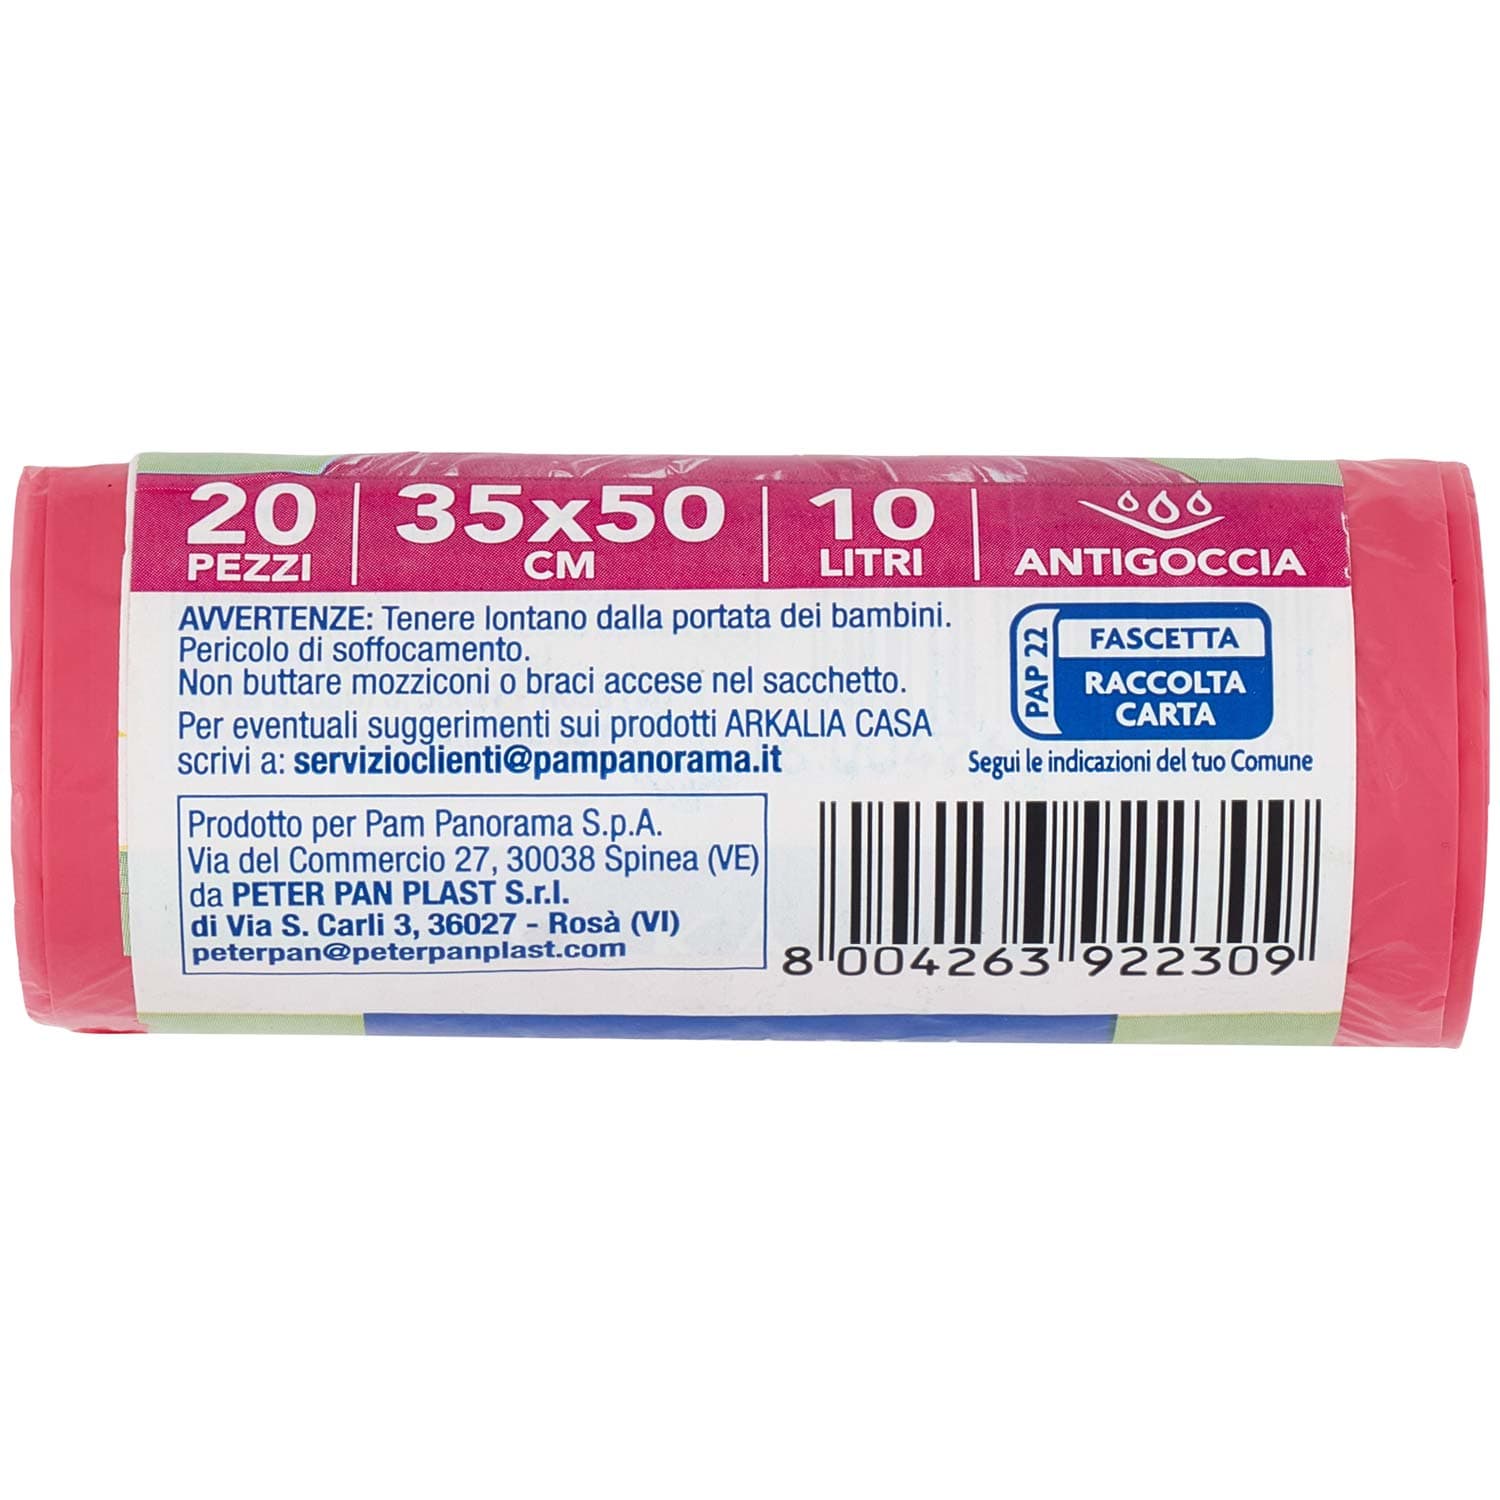 20 PEZZI
35x50 CM
10 LITRI
ANTIGOCCIA
AVVERTENZE: Tenere lontano dalla portata dei bambini.
Pericolo di soffocamento.
Non buttare mozziconi o braci accese nel sacchetto.
Per eventuali suggerimenti sui prodotti ARKALIA CASA
scrivi a: servizioclienti@pampanorama.it
PAP 22
FASCETTA
RACCOLTA
CARTA
Segui le indicazioni del tuo Comune
Prodotto per Pam Panorama S.p.A.
Via del Commercio 27, 30038 Spinea (VE)
da PETER PAN PLAST S.r.l.
di Via S. Carli 3, 36027 - Rosà (VI)
peterpan@peterpanplast.com
8 004263 922309